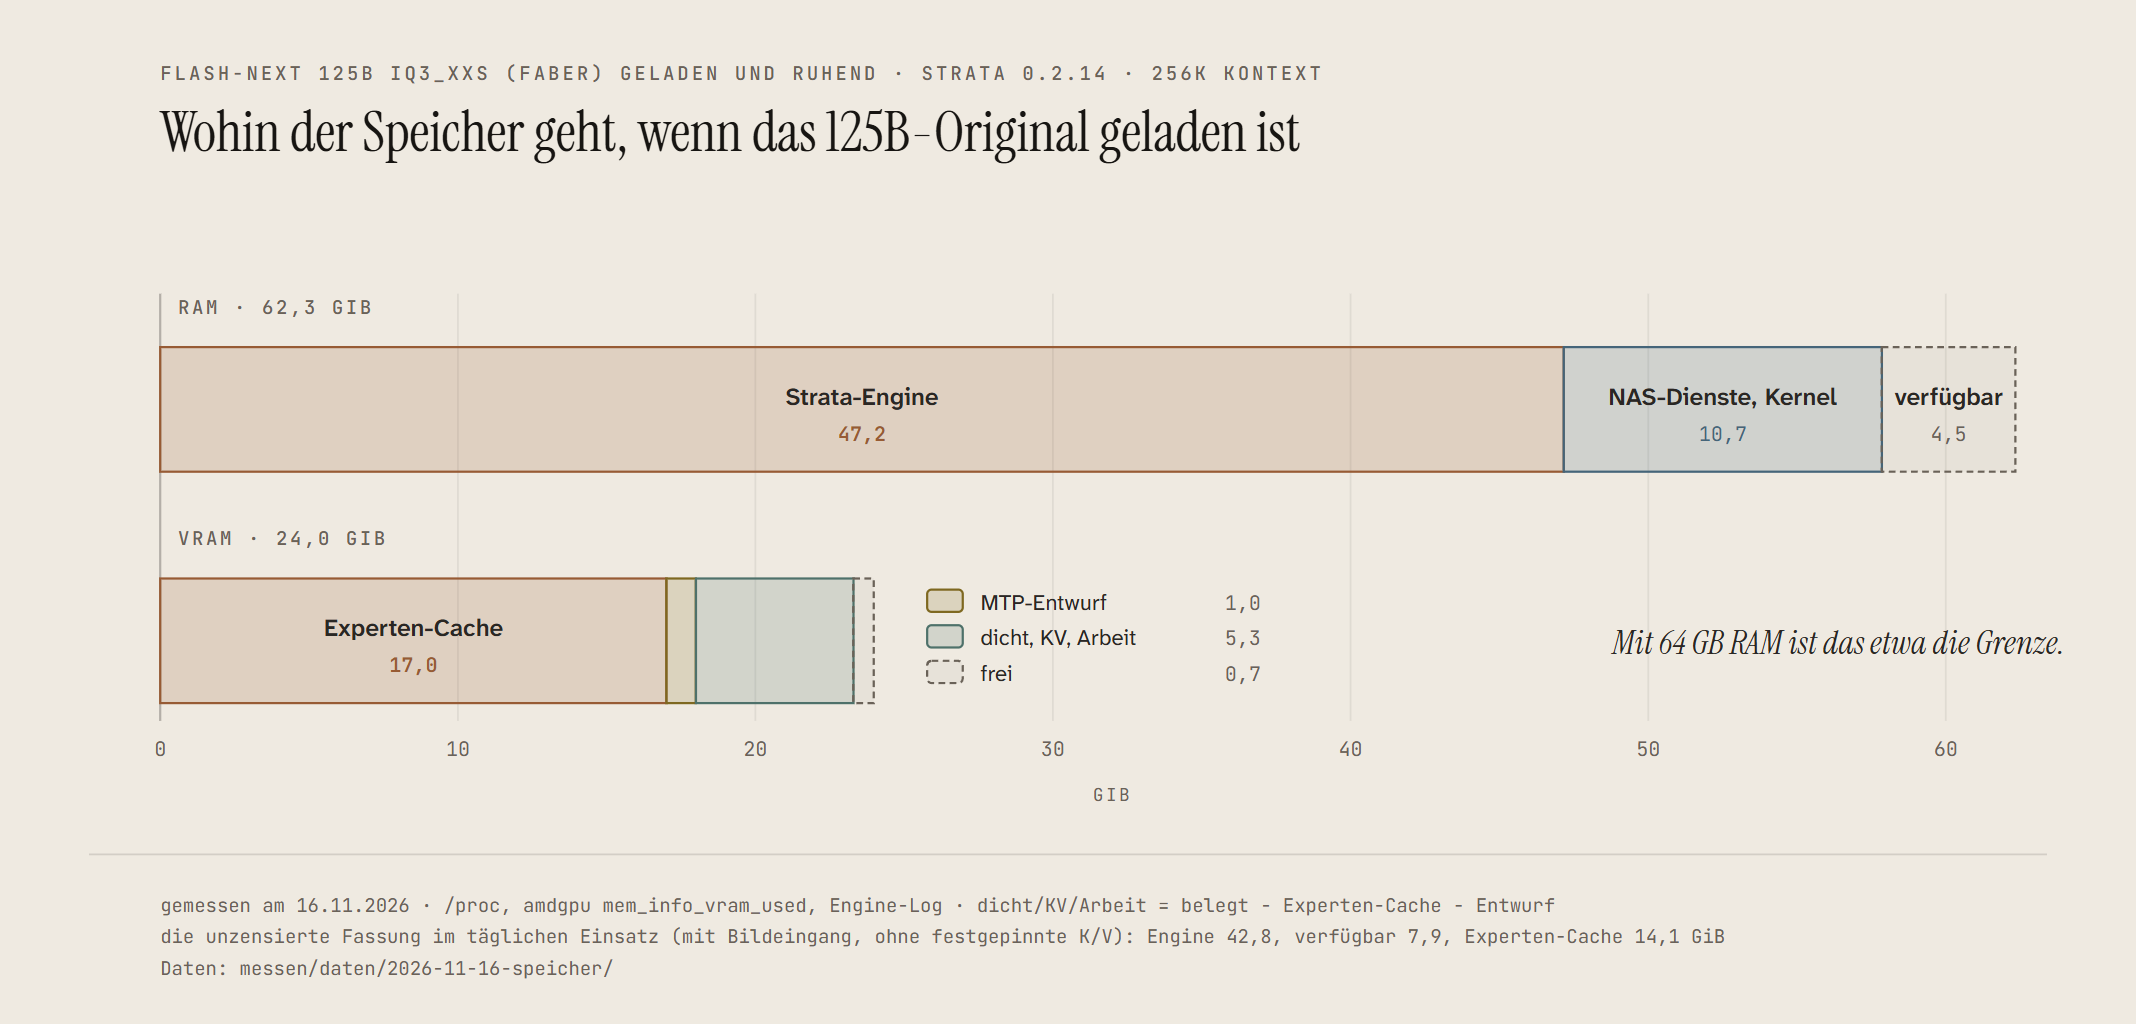 FLASH-NEXT 125B IQ3_XXS (FABER) GELADEN UND RUHEND · STRATA 0.2.14 · 256K KONTEXT
Wohin der Speicher geht, wenn das 125B-Original geladen ist
RAM · 62,3 GIB
Strata-Engine
47,2
NAS-Dienste, Kernel
10,7
verfügbar
4,5
VRAM · 24,0 GIB
Experten-Cache
17,0
MTP-Entwurf 1,0
dicht, KV, Arbeit 5,3
frei 0,7
Mit 64 GB RAM ist das etwa die Grenze.
0 10 20 30 40 50 60
GIB
gemessen am 16.11.2026 · /proc, amdgpu mem_info_vram_used, Engine-Log · dicht/KV/Arbeit = belegt - Experten-Cache - Entwurf
die unzensierte Fassung im täglichen Einsatz (mit Bildeingang, ohne festgepinnte K/V): Engine 42,8, verfügbar 7,9, Experten-Cache 14,1 GiB
Daten: messen/daten/2026-11-16-speicher/